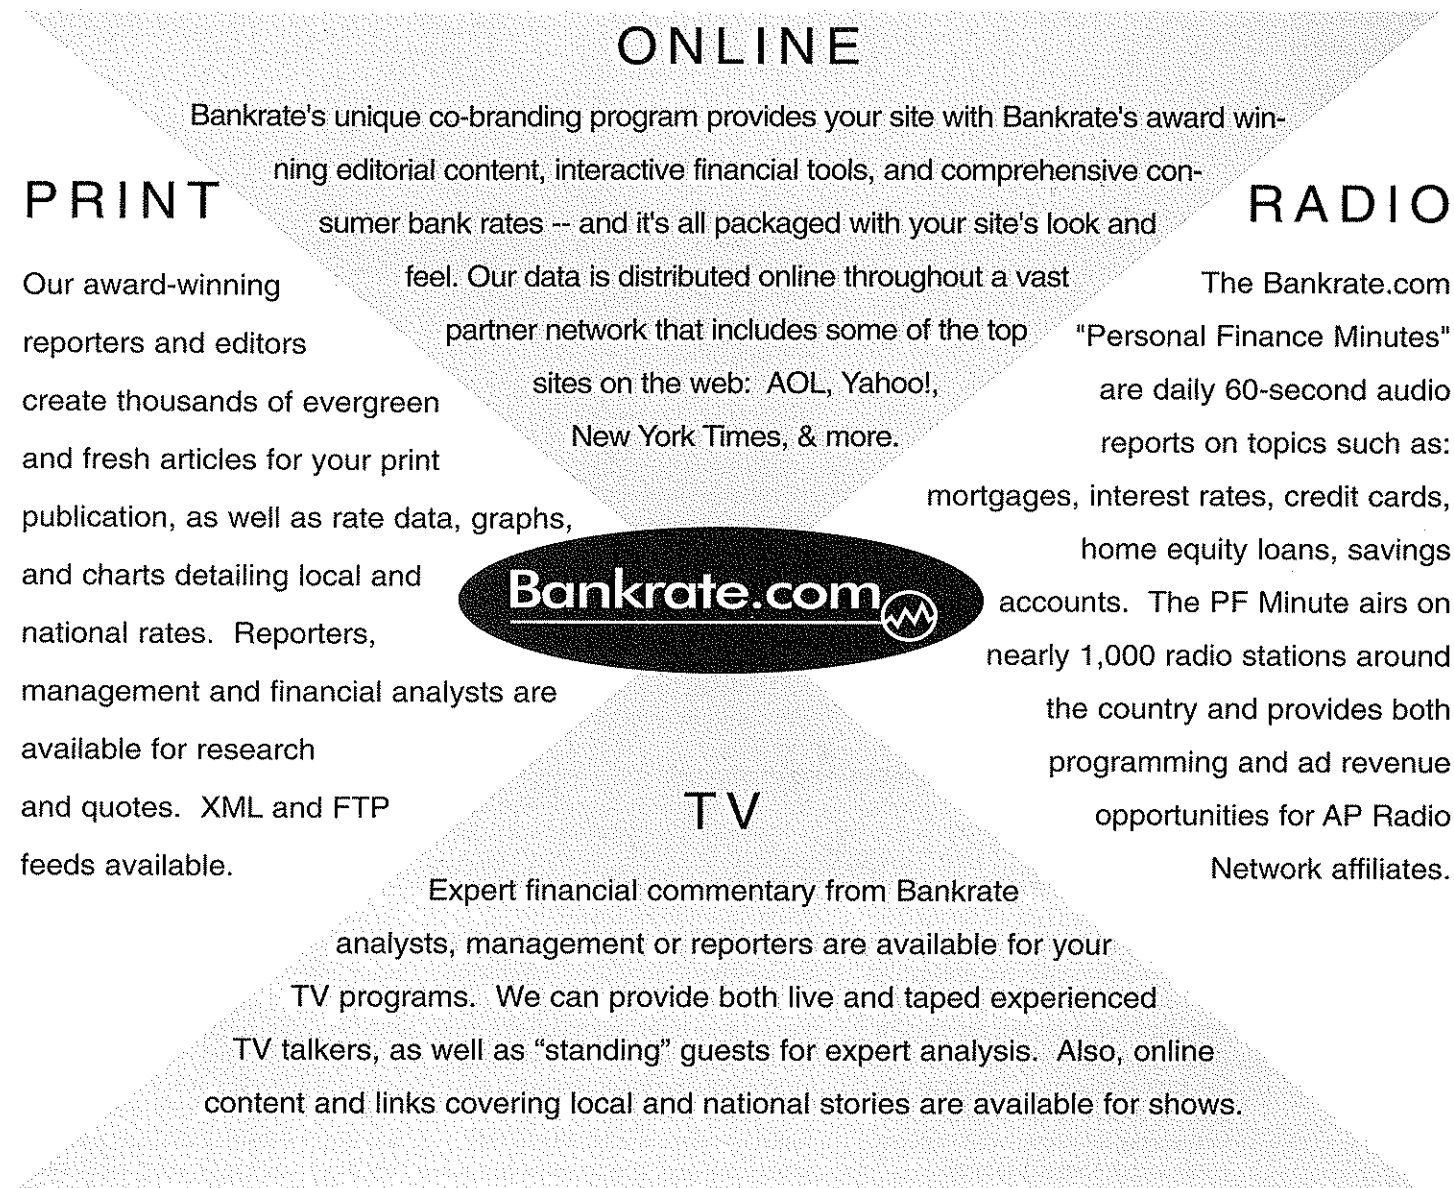 ONLINE
Bankrate's unique co-branding program provides your site with Bankrate's award win-
ning editorial content, interactive financial tools, and comprehensive con-
sumer bank rates -- and it's all packaged with your site's look and
feel. Our data is distributed online throughout a vast
partner network that includes some of the top
sites on the web:  AOL, Yahoo!,
New York Times, & more.
PRINT
Our award-winning
reporters and editors
create thousands of evergreen
and fresh articles for your print
publication, as well as rate data, graphs,
and charts detailing local and
national rates.  Reporters,
management and financial analysts are
available for research
and quotes.  XML and FTP
feeds available.
Bankrate.com
RADIO
The Bankrate.com
"Personal Finance Minutes"
are daily 60-second audio
reports on topics such as:
mortgages, interest rates, credit cards,
home equity loans, savings
accounts.  The PF Minute airs on
nearly 1,000 radio stations around
the country and provides both
programming and ad revenue
opportunities for AP Radio
Network affiliates.
TV
Expert financial commentary from Bankrate
analysts, management or reporters are available for your
TV programs.  We can provide both live and taped experienced
TV talkers, as well as “standing” guests for expert analysis.  Also, online
content and links covering local and national stories are available for shows.